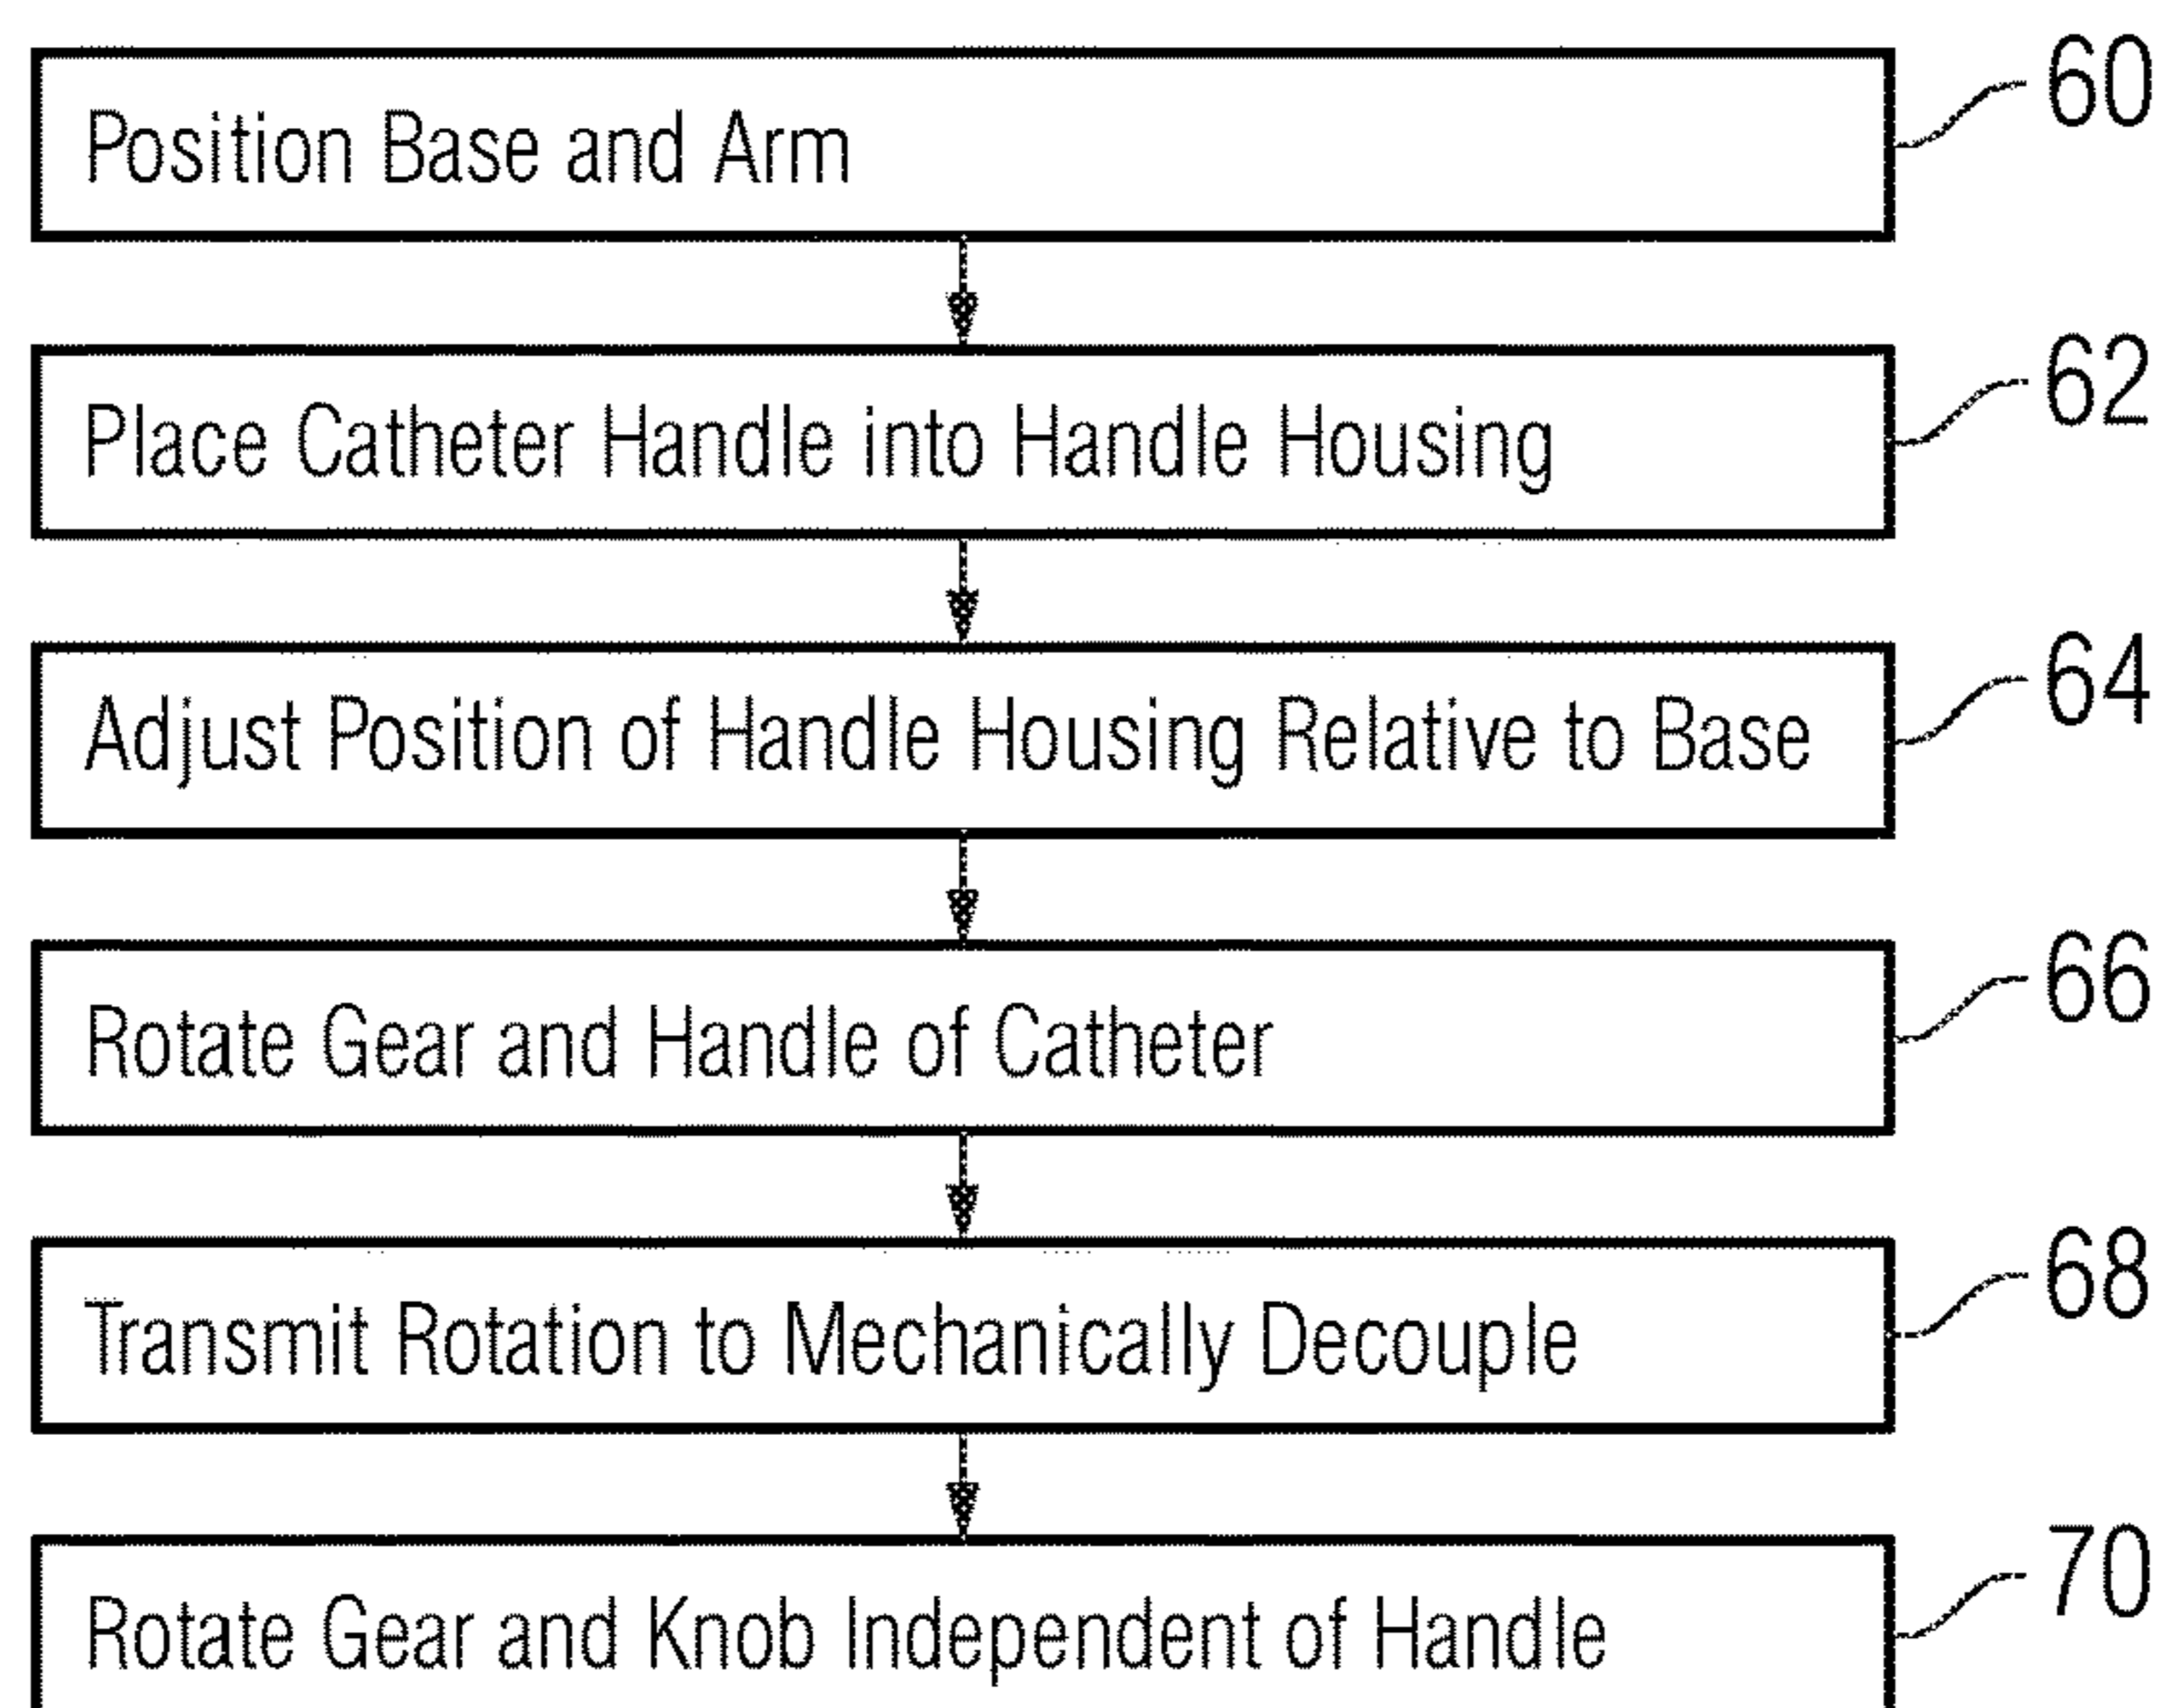 Position Base and Arm
60
Place Catheter Handle into Handle Housing
62
Adjust Position of Handle Housing Relative to Base
64
Rotate Gear and Handle of Catheter
66
Transmit Rotation to Mechanically Decouple
68
Rotate Gear and Knob Independent of Handle
70